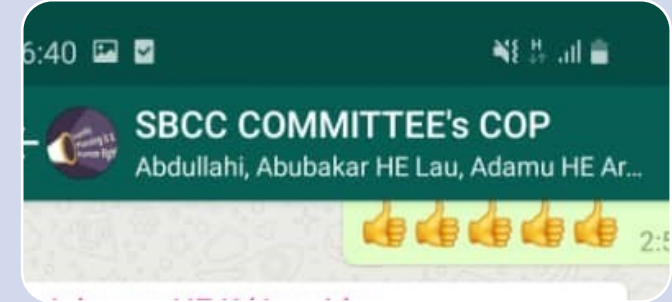 6:40
SBCC COMMITTEE's COP
Abdullahi, Abubakar HE Lau, Adamu HE Ar...
👍👍👍👍👍